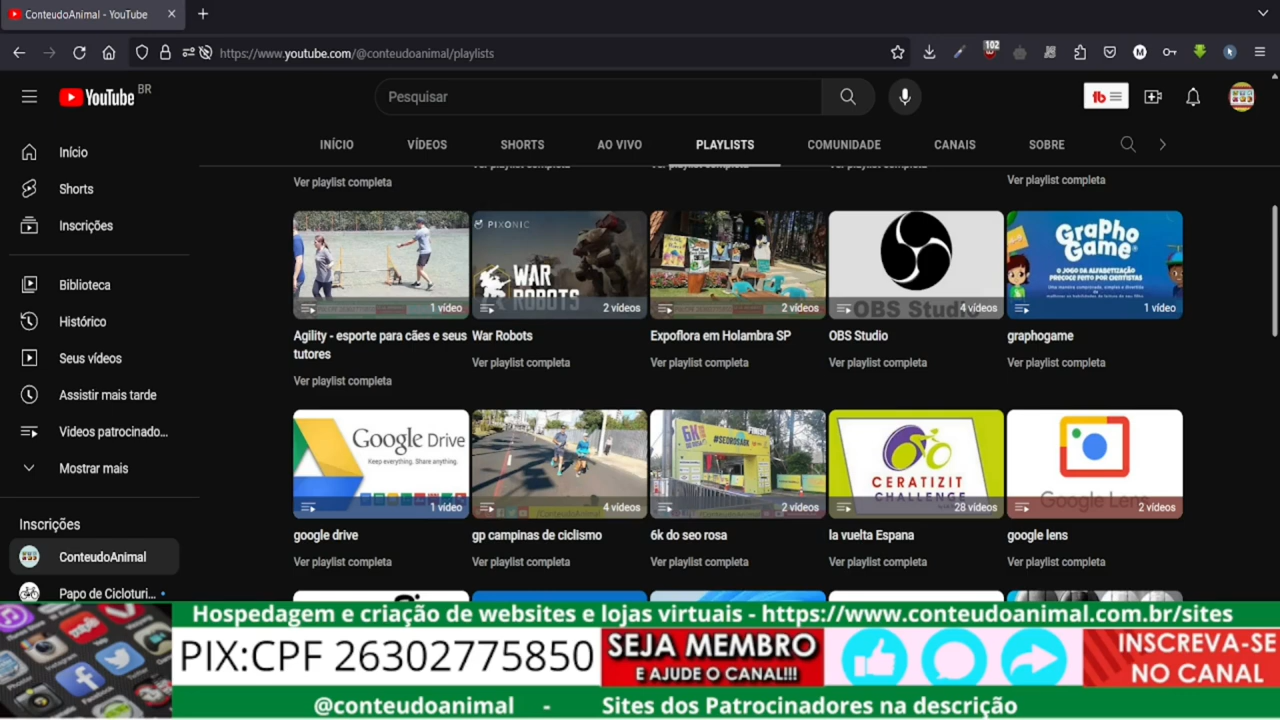 ConteudoAnimal - YouTube
https://www.youtube.com/@conteudoanimal/playlists
102
M
YouTube BR
Pesquisar
tb
INÍCIO VÍDEOS SHORTS AO VIVO PLAYLISTS COMUNIDADE CANAIS SOBRE
Início
Shorts
Inscrições
Biblioteca
Histórico
Seus vídeos
Assistir mais tarde
Videos patrocinado...
Mostrar mais
Inscrições
ConteudoAnimal
Papo de Cicloturi...
Ver playlist completa
Ver playlist completa
1 vídeo
PIXONIC
WAR ROBOTS
2 vídeos
2 vídeos
OBS Studio
4 vídeos
GraPho Game
O JOGO DA ALFABETIZAÇÃO
PRECOCE FEITO POR CIENTISTAS
1 vídeo
Agility - esporte para cães e seus tutores
War Robots
Expoflora em Holambra SP
OBS Studio
graphogame
Ver playlist completa
Ver playlist completa
Ver playlist completa
Ver playlist completa
Ver playlist completa
Google Drive
Keep everything. Share anything.
1 vídeo
4 vídeos
6K
#SEOROSA6K
2 vídeos
CERATIZIT
CHALLENGE
28 vídeos
Google Lens
2 vídeos
google drive
gp campinas de ciclismo
6k do seo rosa
la vuelta Espana
google lens
Ver playlist completa
Ver playlist completa
Ver playlist completa
Ver playlist completa
Ver playlist completa
Hospedagem e criação de websites e lojas virtuais - https://www.conteudoanimal.com.br/sites
PIX:CPF 26302775850
SEJA MEMBRO
E AJUDE O CANAL!!!
INSCREVA-SE
NO CANAL
@conteudoanimal - Sites dos Patrocinadores na descrição